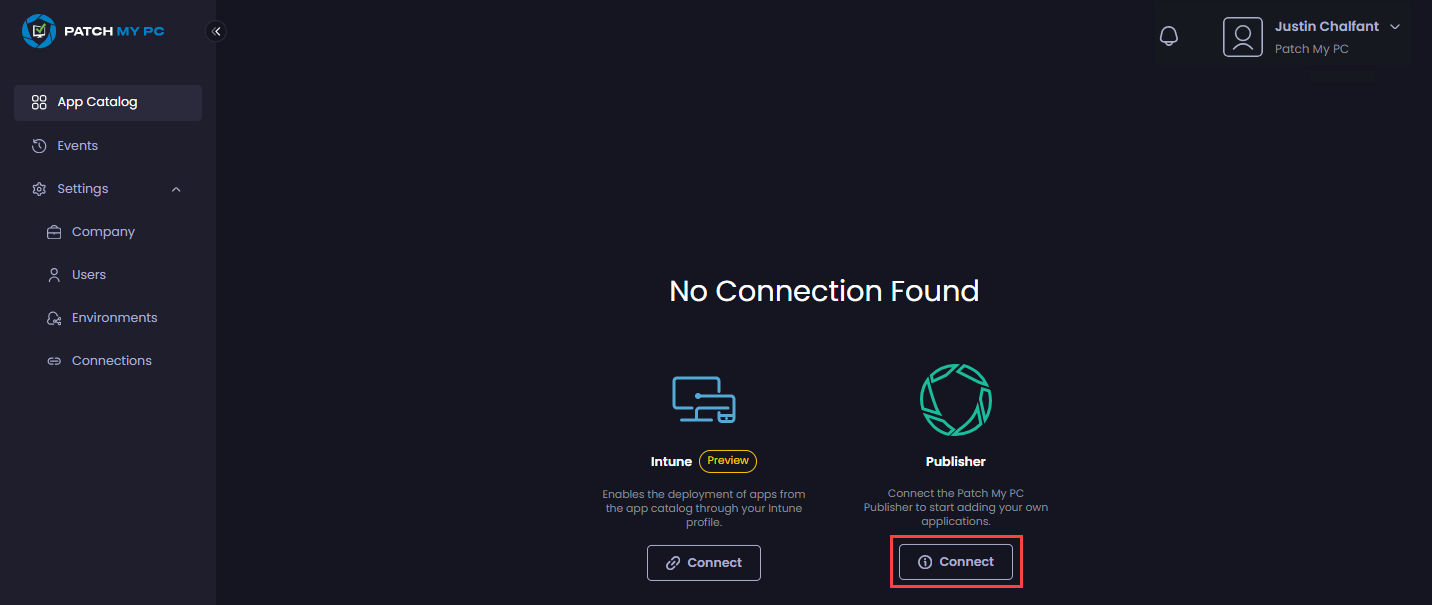 PATCH MY PC
Justin Chalfant
Patch My PC
App Catalog
Events
Settings
Company
Users
Environments
Connections
No Connection Found
Intune Preview
Enables the deployment of apps from
the app catalog through your Intune
profile.
Connect
Publisher
Connect the Patch My PC
Publisher to start adding your own
applications.
Connect